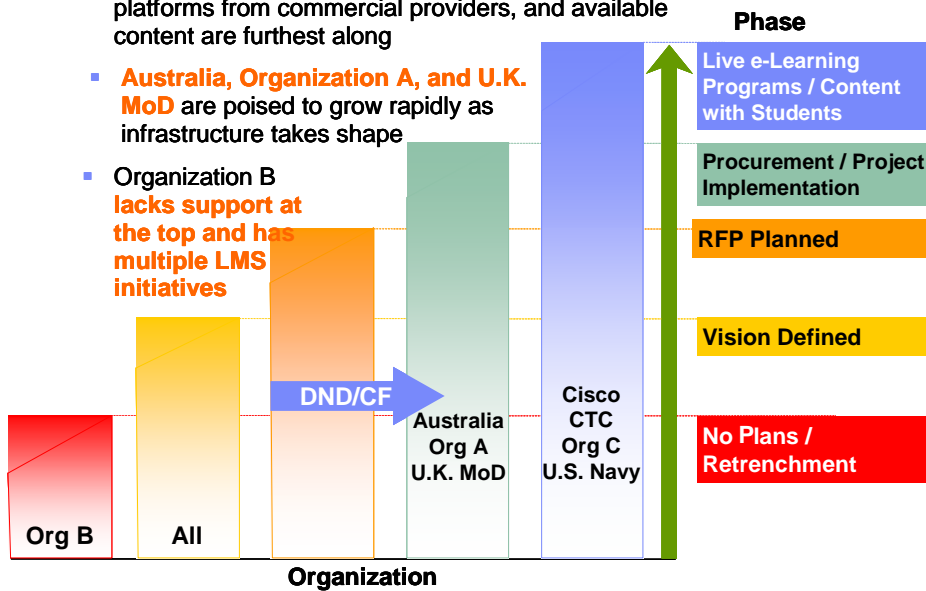 platforms from commercial providers, and available
content are furthest along
Australia, Organization A, and U.K.
MoD are poised to grow rapidly as
infrastructure takes shape
Organization B
lacks support at
the top and has
multiple LMS
initiatives
Phase
Live e-Learning
Programs / Content
with Students
Procurement / Project
Implementation
RFP Planned
Vision Defined
No Plans /
Retrenchment
DND/CF
Org B
All
Australia
Org A
U.K. MoD
Cisco
CTC
Org C
U.S. Navy
Organization